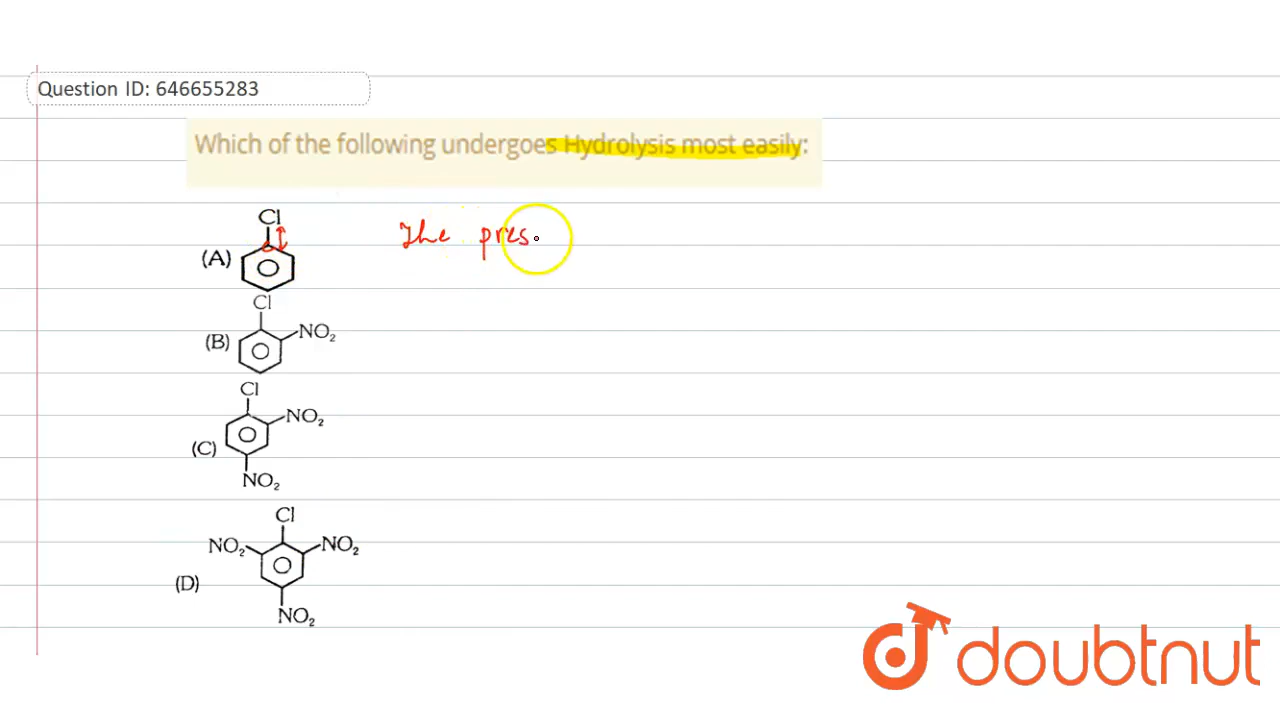 Question ID: 646655283
Which of the following undergoes Hydrolysis most easily:
Cl
The pres
(A)
Cl
NO₂
(B)
Cl
NO₂
(C)
NO₂
Cl
NO₂ NO₂
(D)
NO₂
doubtnut